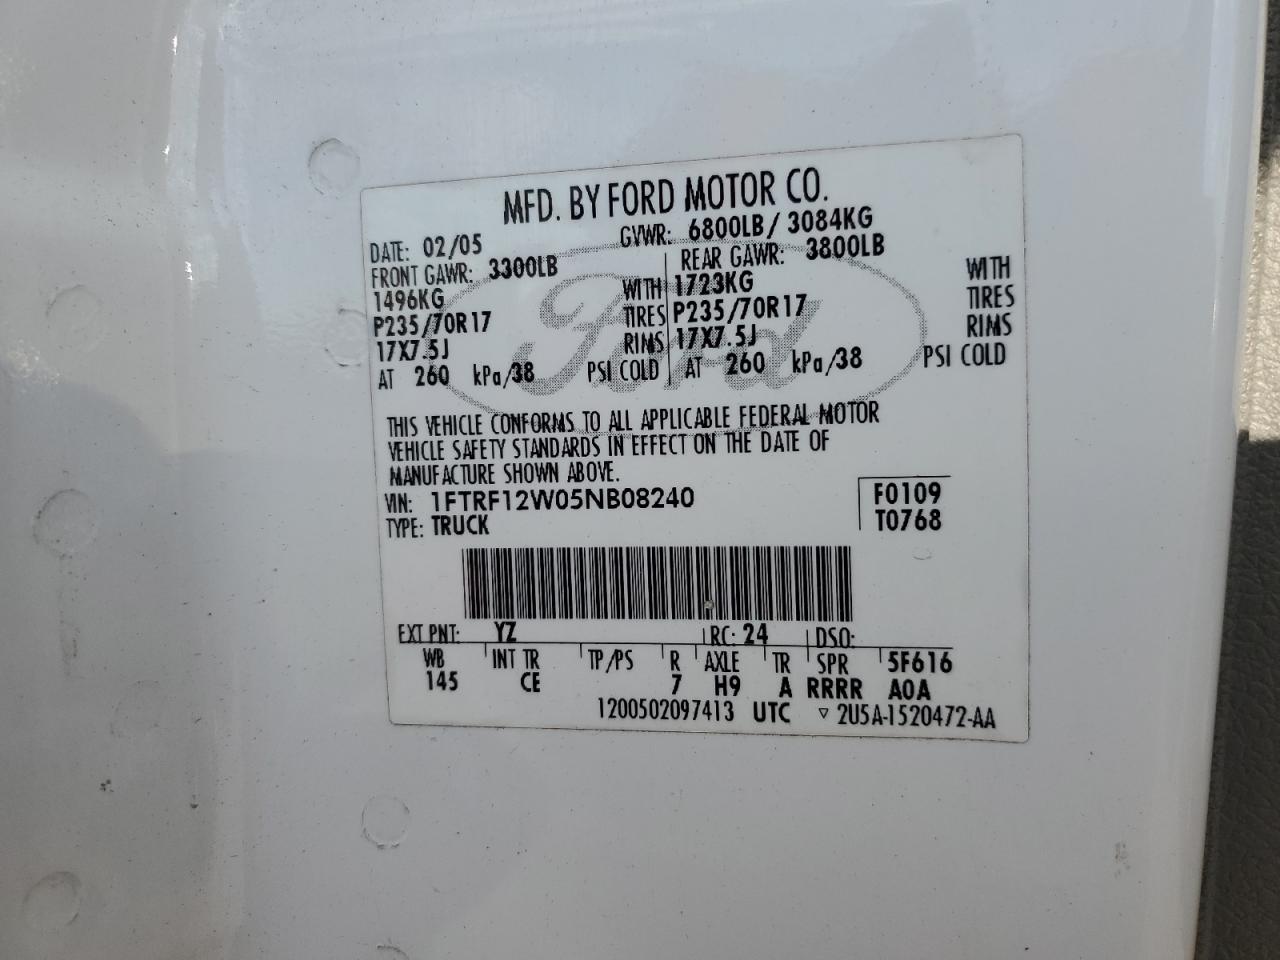 MFD. BY FORD MOTOR CO.
DATE: 02/05 GVWR: 6800LB/ 3084KG
FRONT GAWR: 3300LB REAR GAWR: 3800LB
1496KG WITH 1723KG WITH
P235/70R17 TIRES P235/70R17 TIRES
17X7.5J RIMS 17X7.5J RIMS
AT 260 kPa/38 PSI COLD AT 260 kPa/38 PSI COLD
Ford
THIS VEHICLE CONFORMS TO ALL APPLICABLE FEDERAL MOTOR
VEHICLE SAFETY STANDARDS IN EFFECT ON THE DATE OF
MANUFACTURE SHOWN ABOVE.
VIN: 1FTRF12W05NB08240 F0109
TYPE: TRUCK T0768
EXT PNT: YZ RC: 24 DSO:
WB INT TR TP/PS R AXLE TR SPR 5F616
145 CE 7 H9 A RRRR A0A
1200502097413 UTC ▽ 2U5A-1520472-AA